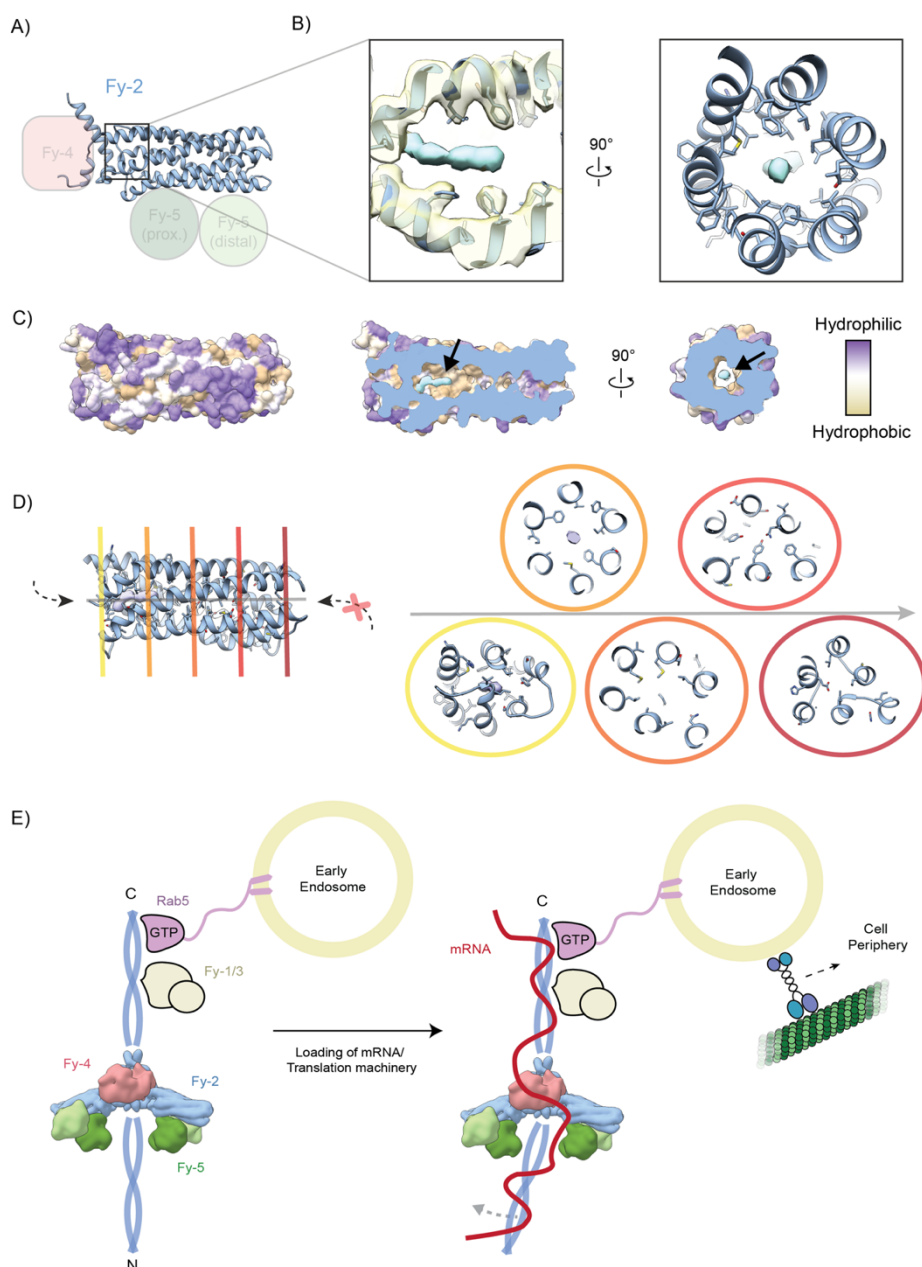 A)
Fy-2
Fy-4
Fy-5
(prox.)
Fy-5
(distal)
B)
90°
C)
90°
Hydrophilic
Hydrophobic
D)
E)
C
Rab5
GTP
Early
Endosome
Fy-1/3
Fy-4
Fy-2
Fy-5
N
Loading of mRNA/
Translation machinery
C
mRNA
GTP
Early
Endosome
Cell
Periphery